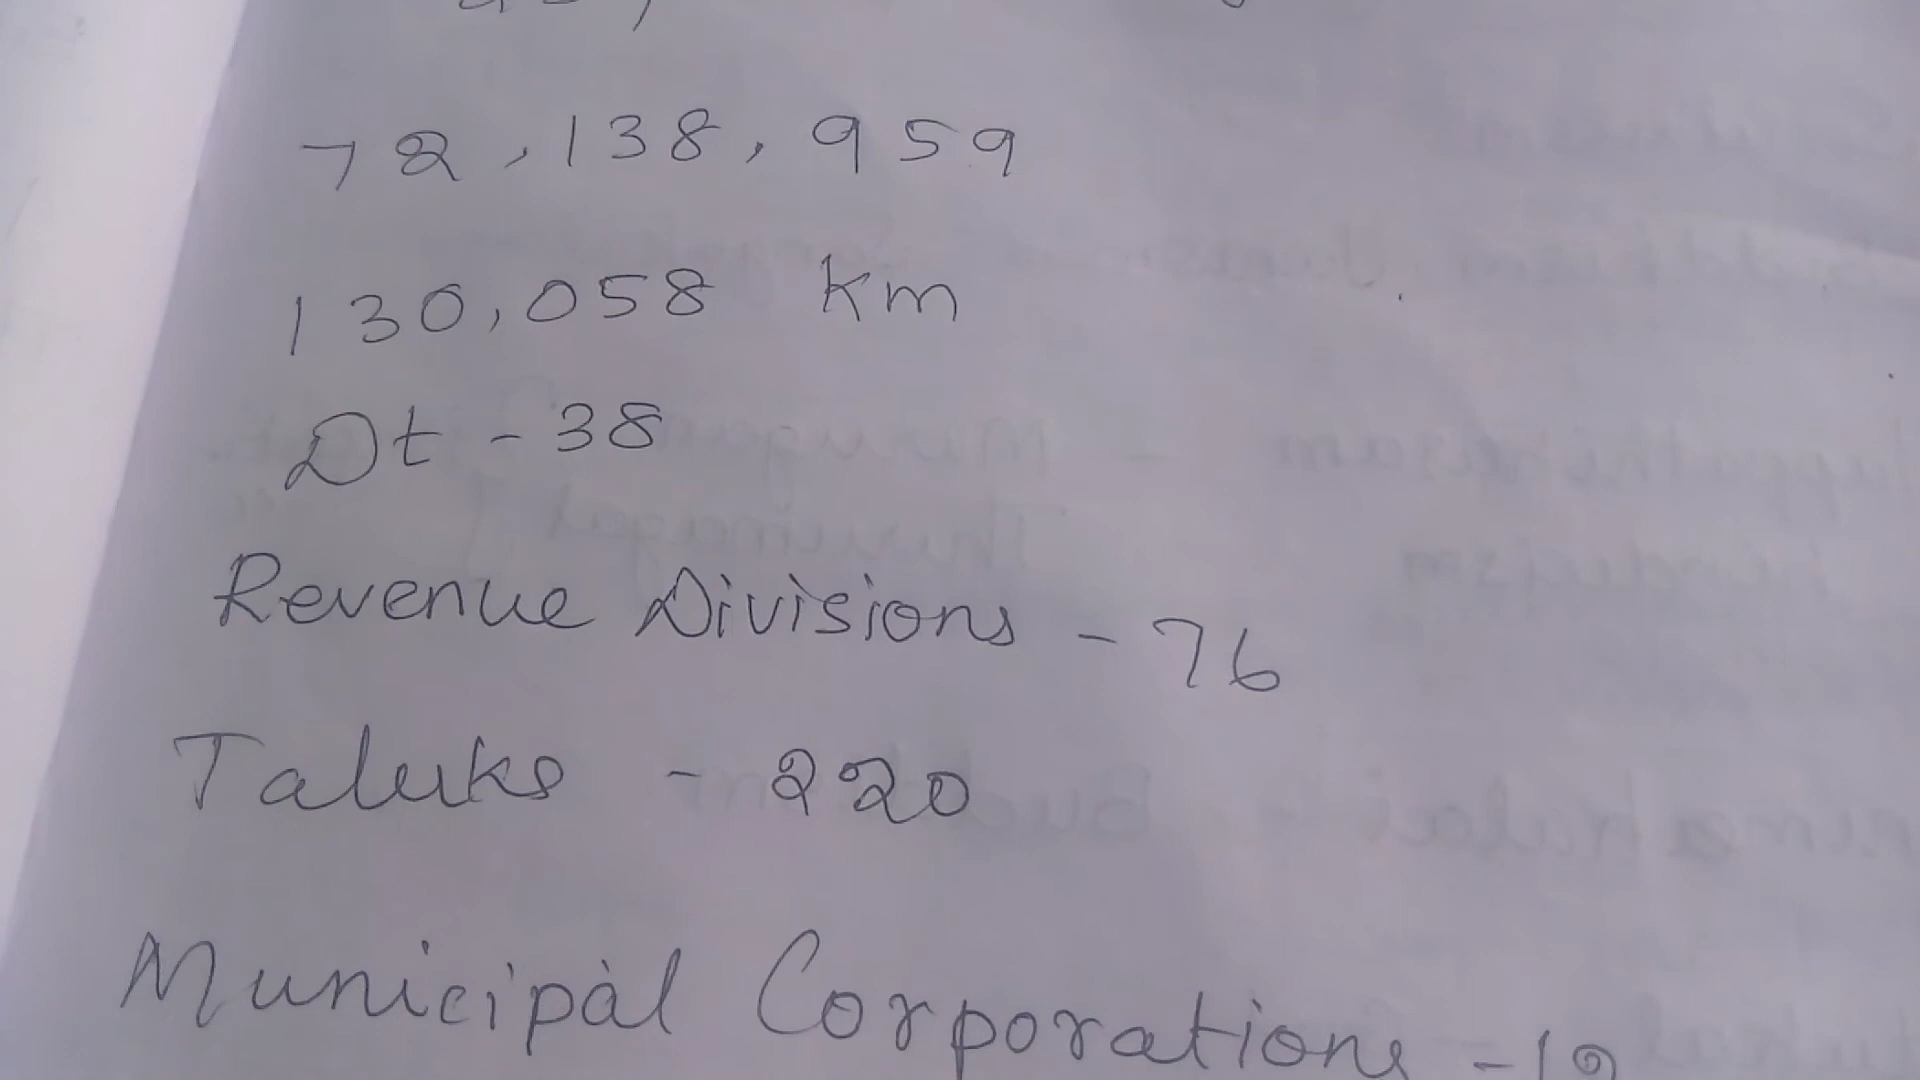 72,138,959
130,058 km
Dt - 38
Revenue Divisions - 76
Taluks - 220
Municipal Corporations -